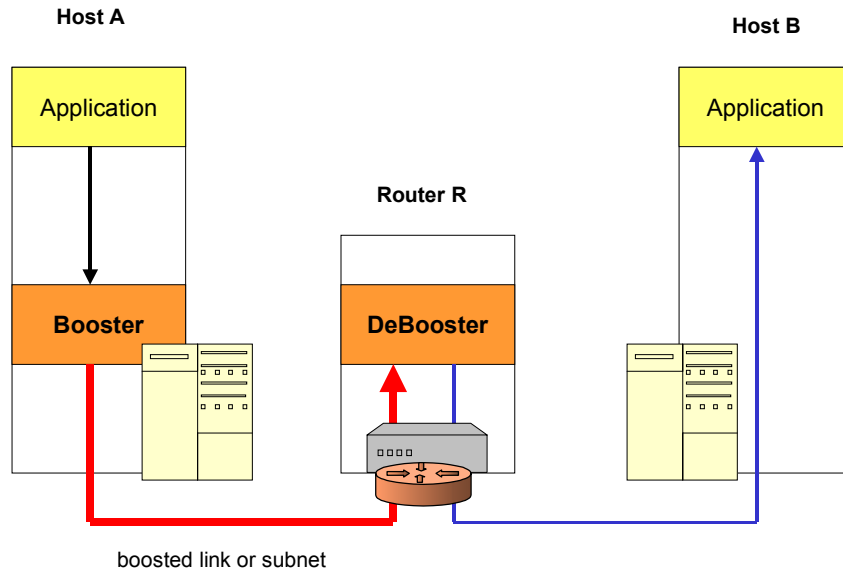 Host A
Host B
Application
Application
Router R
Booster
DeBooster
boosted link or subnet